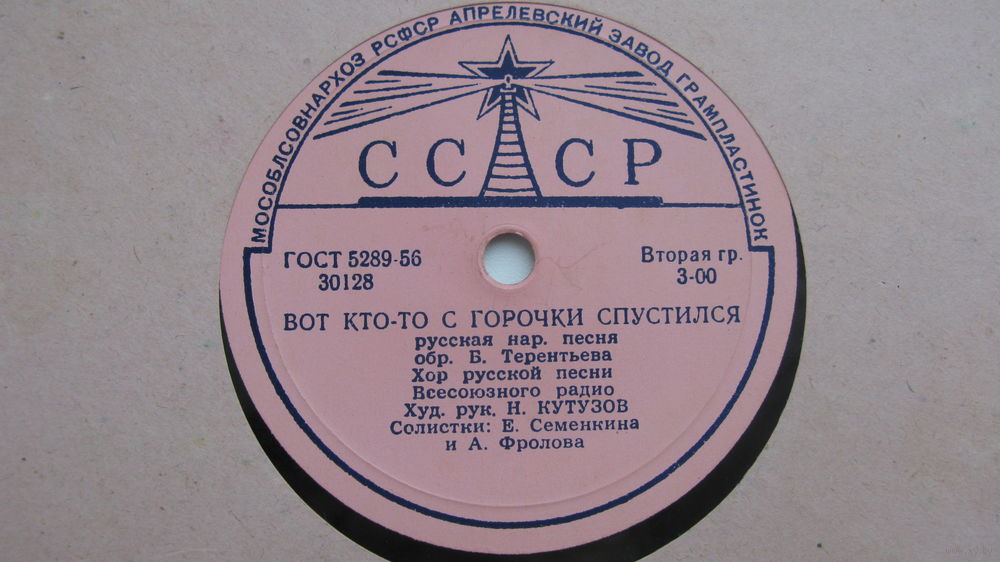 МОСОБЛСОВНАРХОЗ РСФСР АПРЕЛЕВСКИЙ ЗАВОД ГРАМПЛАСТИНОК
СССР
ГОСТ 5289-56
30128
Вторая гр.
3-00
ВОТ КТО-ТО С ГОРОЧКИ СПУСТИЛСЯ
русская нар. песня
обр. Б. Терентьева
Хор русской песни
Всесоюзного радио
Худ. рук. Н. КУТУЗОВ
Солистки: Е. Семенкина
и А. Фролова